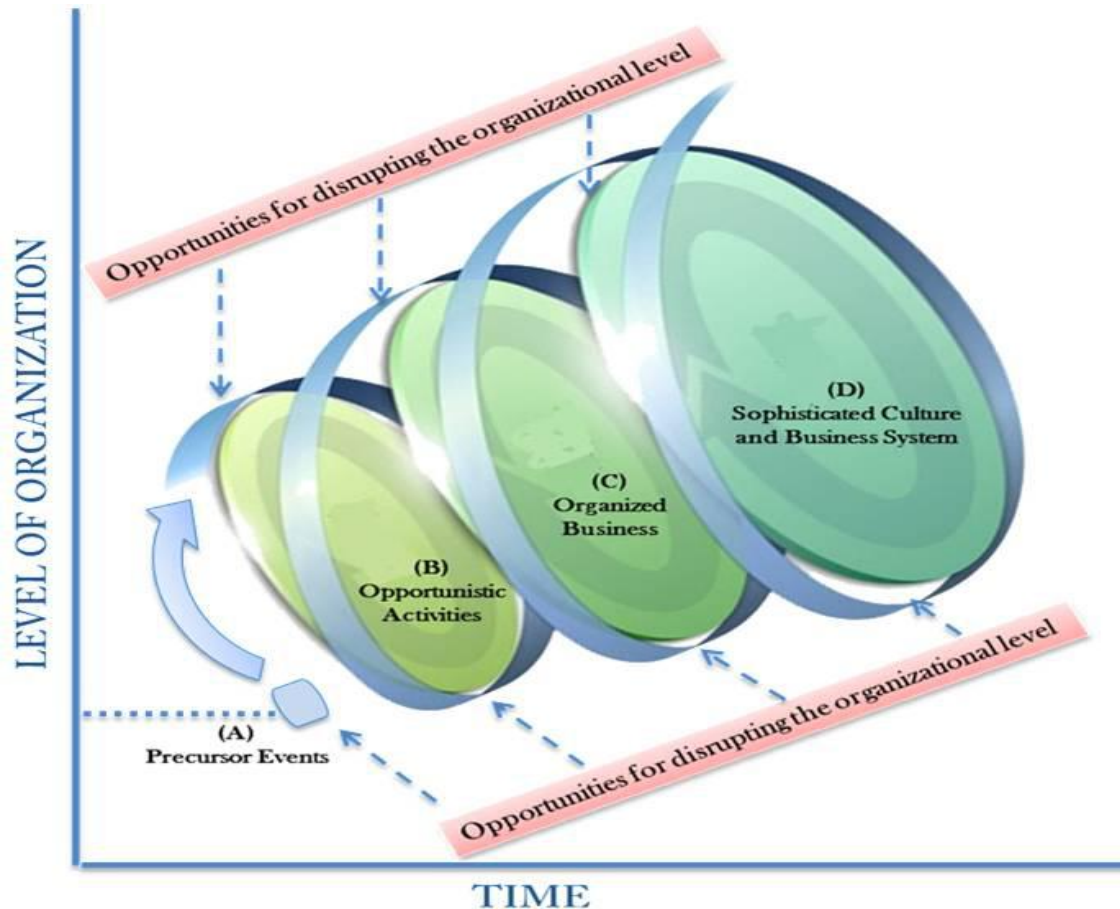 Opportunities for disrupting the organizational level
LEVEL OF ORGANIZATION
(D)
Sophisticated Culture
and Business System
(C)
Organized
Business
(B)
Opportunistic
Activities
(A)
Precursor Events
Opportunities for disrupting the organizational level
TIME